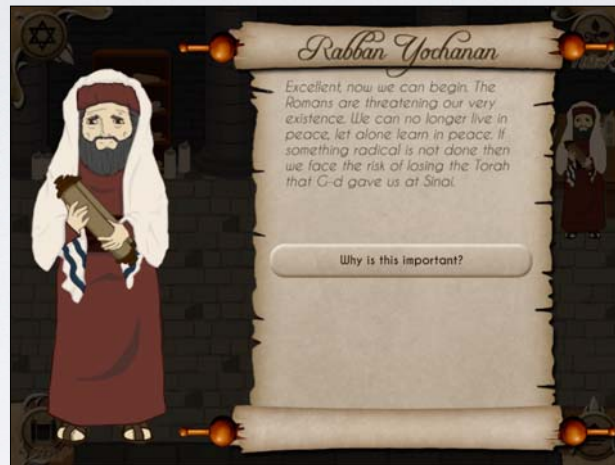 Rabban Yochanan
Excellent, now we can begin. The
Romans are threatening our very
existence. We can no longer live in
peace, let alone learn in peace. If
something radical is not done then
we face the risk of losing the Torah
that G-d gave us at Sinai.
Why is this important?